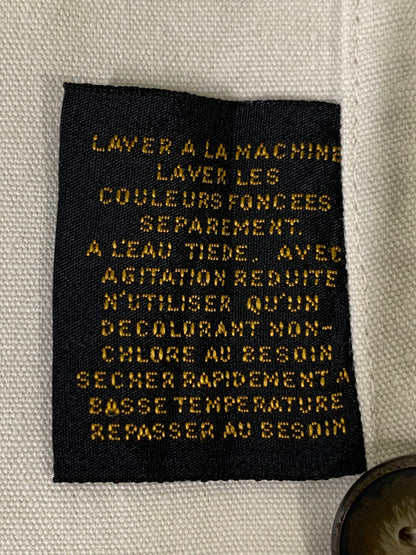 LAVER A LA MACHINE
LAVER LES
COULEURS FONCEES
SEPAREMENT.
A L'EAU TIEDE, AVEC
AGITATION REDUITE
N'UTILISER QU'UN
DECOLORANT NON-
CHLORE AU BESOIN
SECHER RAPIDEMENT A
BASSE TEMPERATURE
REPASSER AU BESOIN